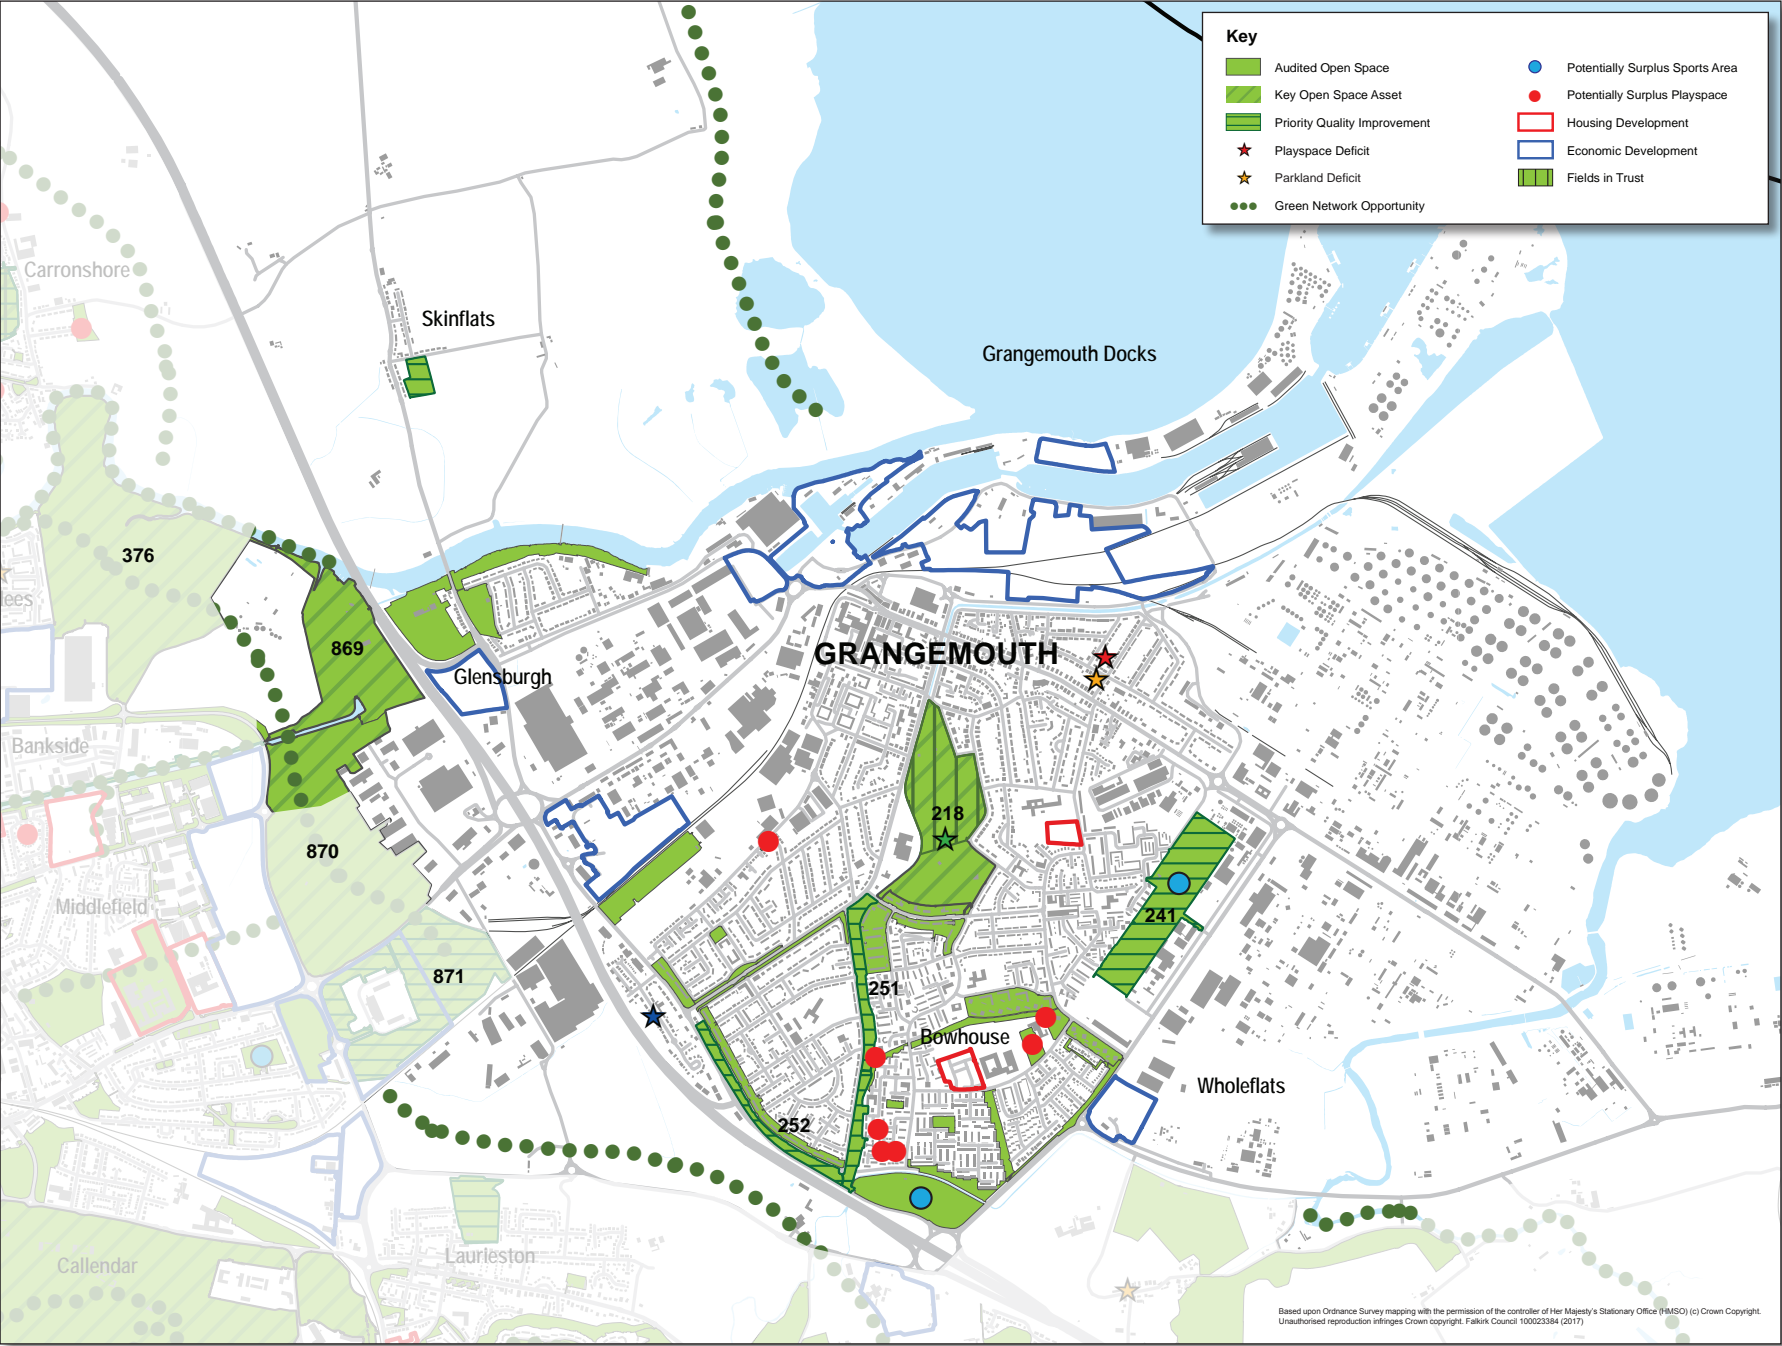 Key
Audited Open Space
Key Open Space Asset
Priority Quality Improvement
Playspace Deficit
Parkland Deficit
Green Network Opportunity
Potentially Surplus Sports Area
Potentially Surplus Playspace
Housing Development
Economic Development
Fields in Trust
Carronshore
Skinflats
Grangemouth Docks
376
lees
869
GRANGEMOUTH
Glensburgh
Bankside
218
870
Middlefield
241
871
251
Bowhouse
Wholeflats
252
Laurieston
Callendar
Based upon Ordnance Survey mapping with the permission of the controller of Her Majesty's Stationary Office (HMSO) (c) Crown Copyright.
Unauthorised reproduction infringes Crown copyright. Falkirk Council 100023384 (2017)